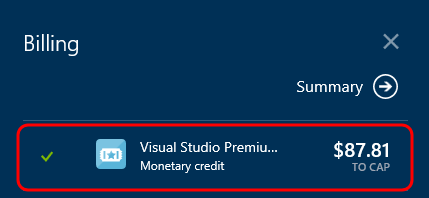 Billing
Summary
Visual Studio Premiu...
$87.81
Monetary credit
TO CAP